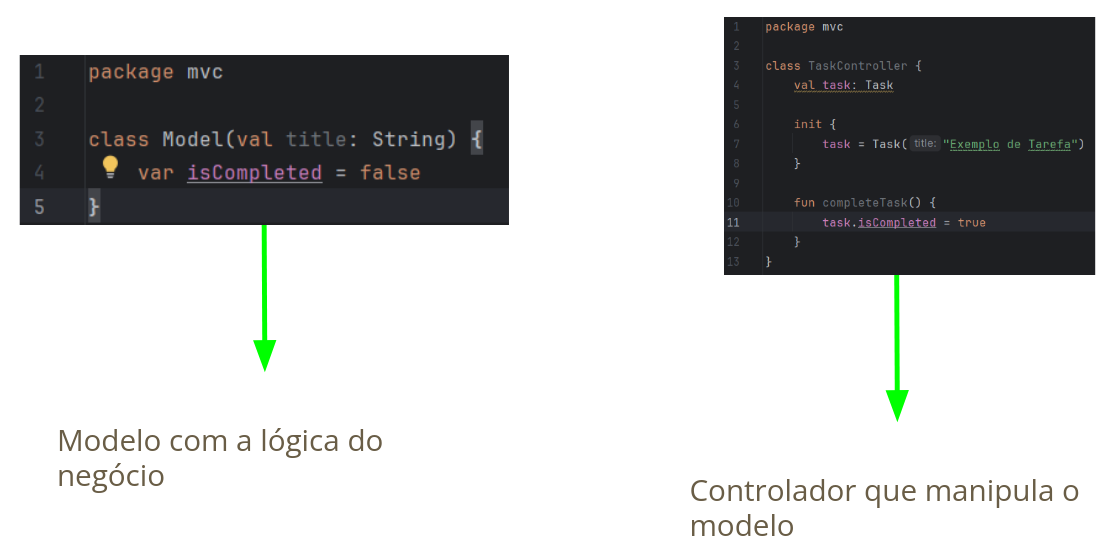 1 package mvc
2
3 class Model(val title: String) {
4 var isCompleted = false
5 }
Modelo com a lógica do
negócio
1 package mvc
2
3 class TaskController {
4 val task: Task
5
6 init {
7 task = Task( title: "Exemplo de Tarefa")
8 }
9
10 fun completeTask() {
11 task.isCompleted = true
12 }
13 }
Controlador que manipula o
modelo